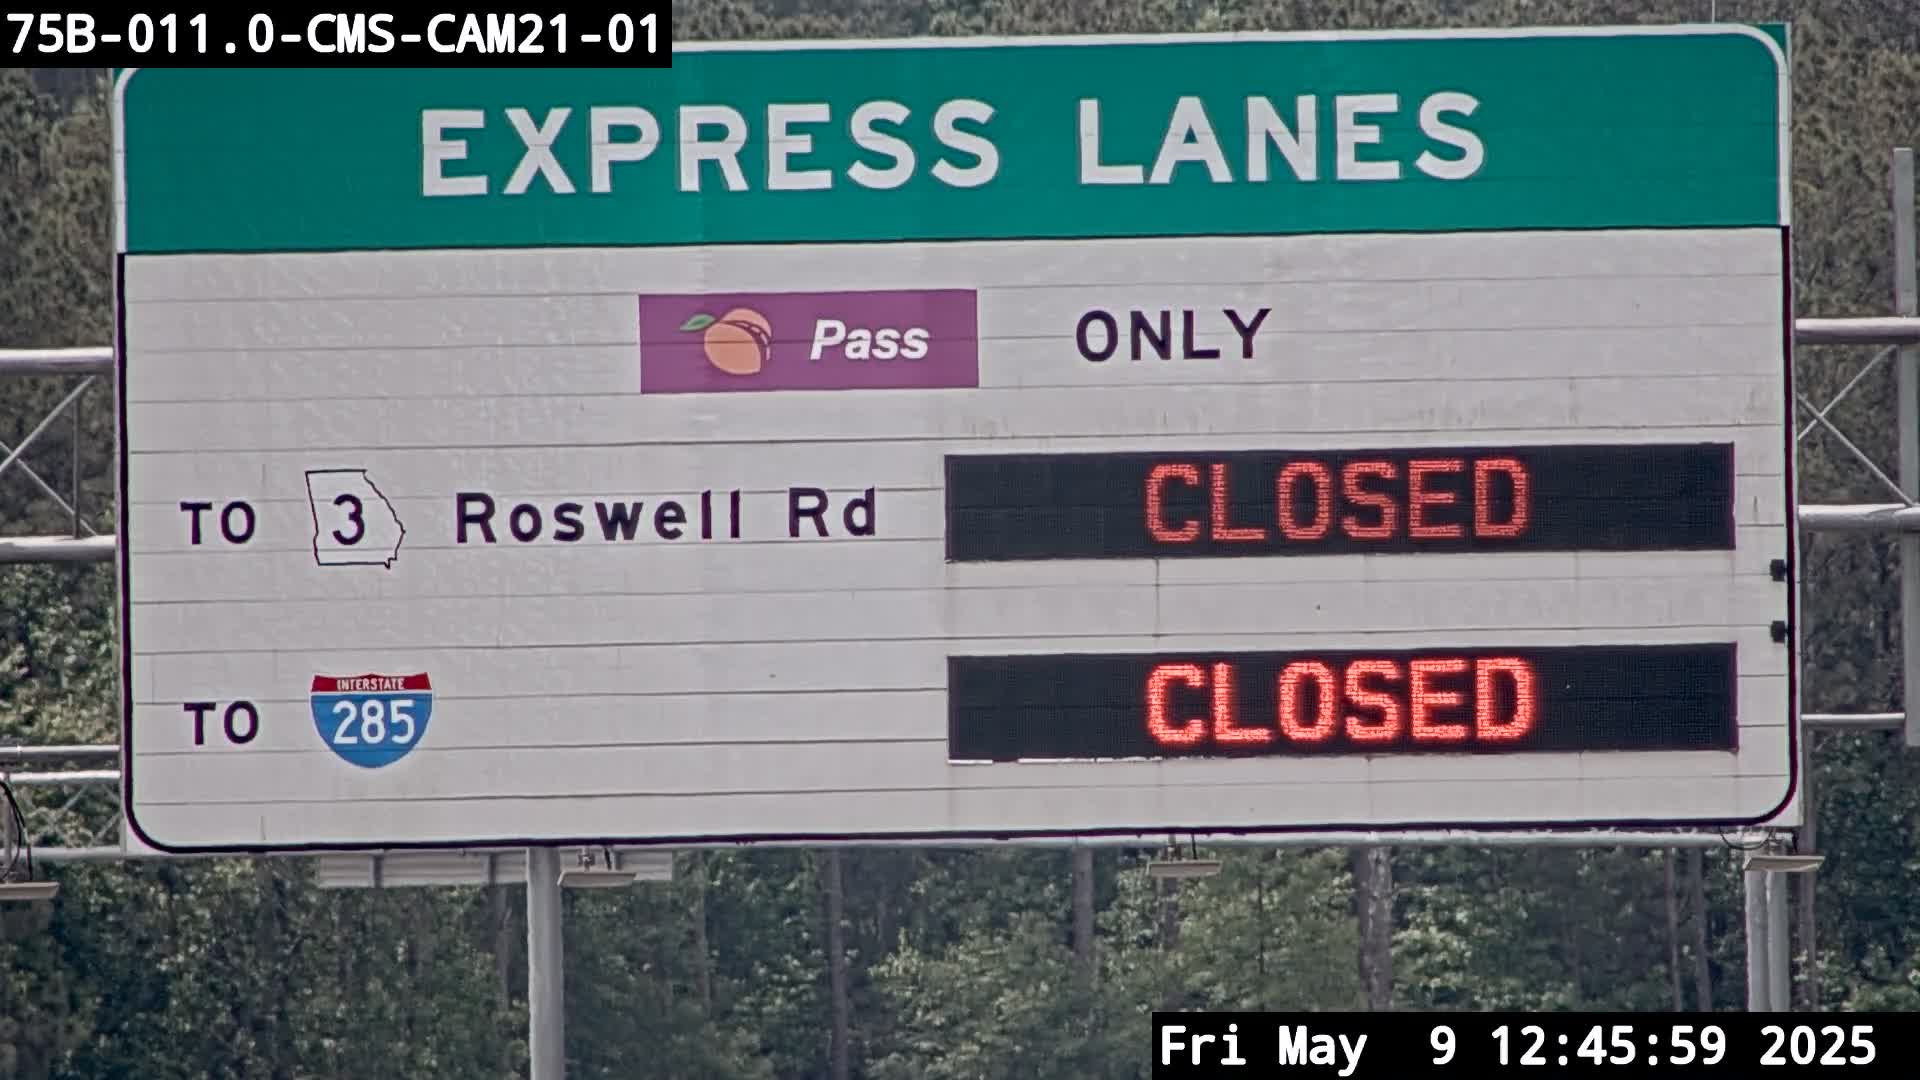 75B-011.0-CMS-CAM21-01
EXPRESS LANES
Pass ONLY
TO 3 Roswell Rd CLOSED
TO INTERSTATE 285 CLOSED
Fri May 9 12:45:59 2025